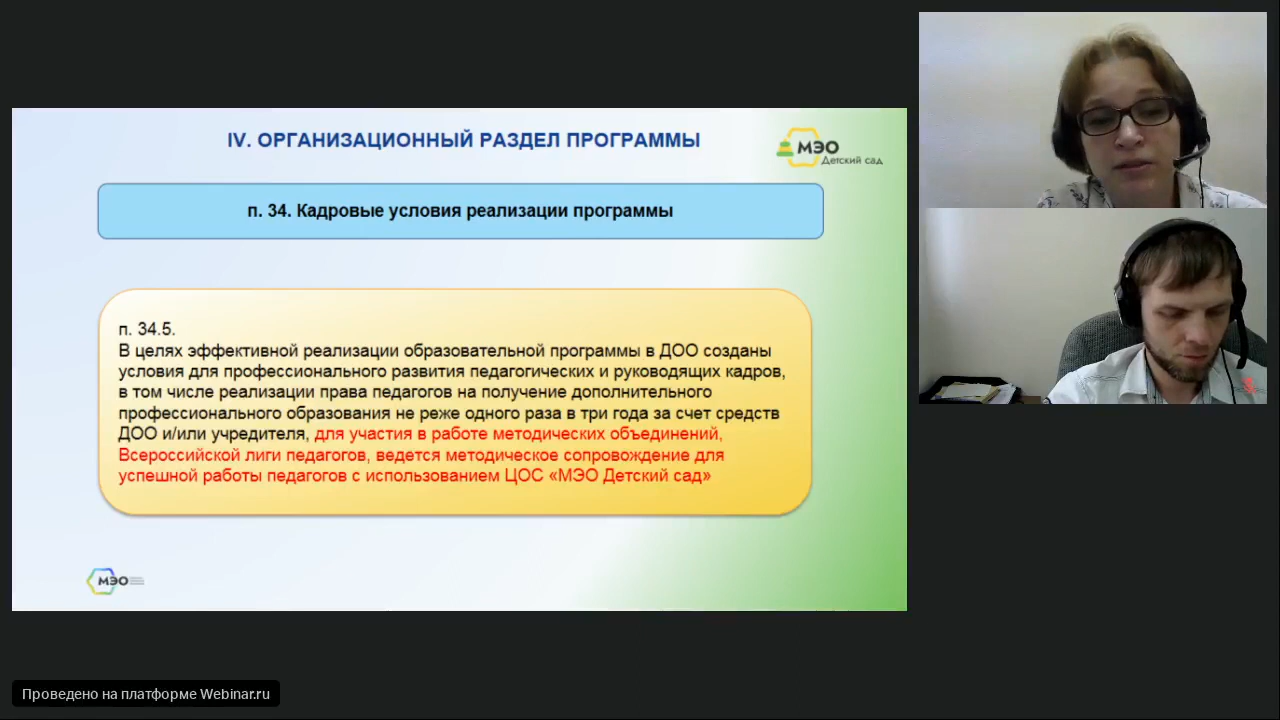 IV. ОРГАНИЗАЦИОННЫЙ РАЗДЕЛ ПРОГРАММЫ
МЭО
Детский сад
п. 34. Кадровые условия реализации программы
п. 34.5.
В целях эффективной реализации образовательной программы в ДОО созданы
условия для профессионального развития педагогических и руководящих кадров,
в том числе реализации права педагогов на получение дополнительного
профессионального образования не реже одного раза в три года за счет средств
ДОО и/или учредителя, для участия в работе методических объединений,
Всероссийской лиги педагогов, ведется методическое сопровождение для
успешной работы педагогов с использованием ЦОС «МЭО Детский сад»
МЭО
Проведено на платформе Webinar.ru